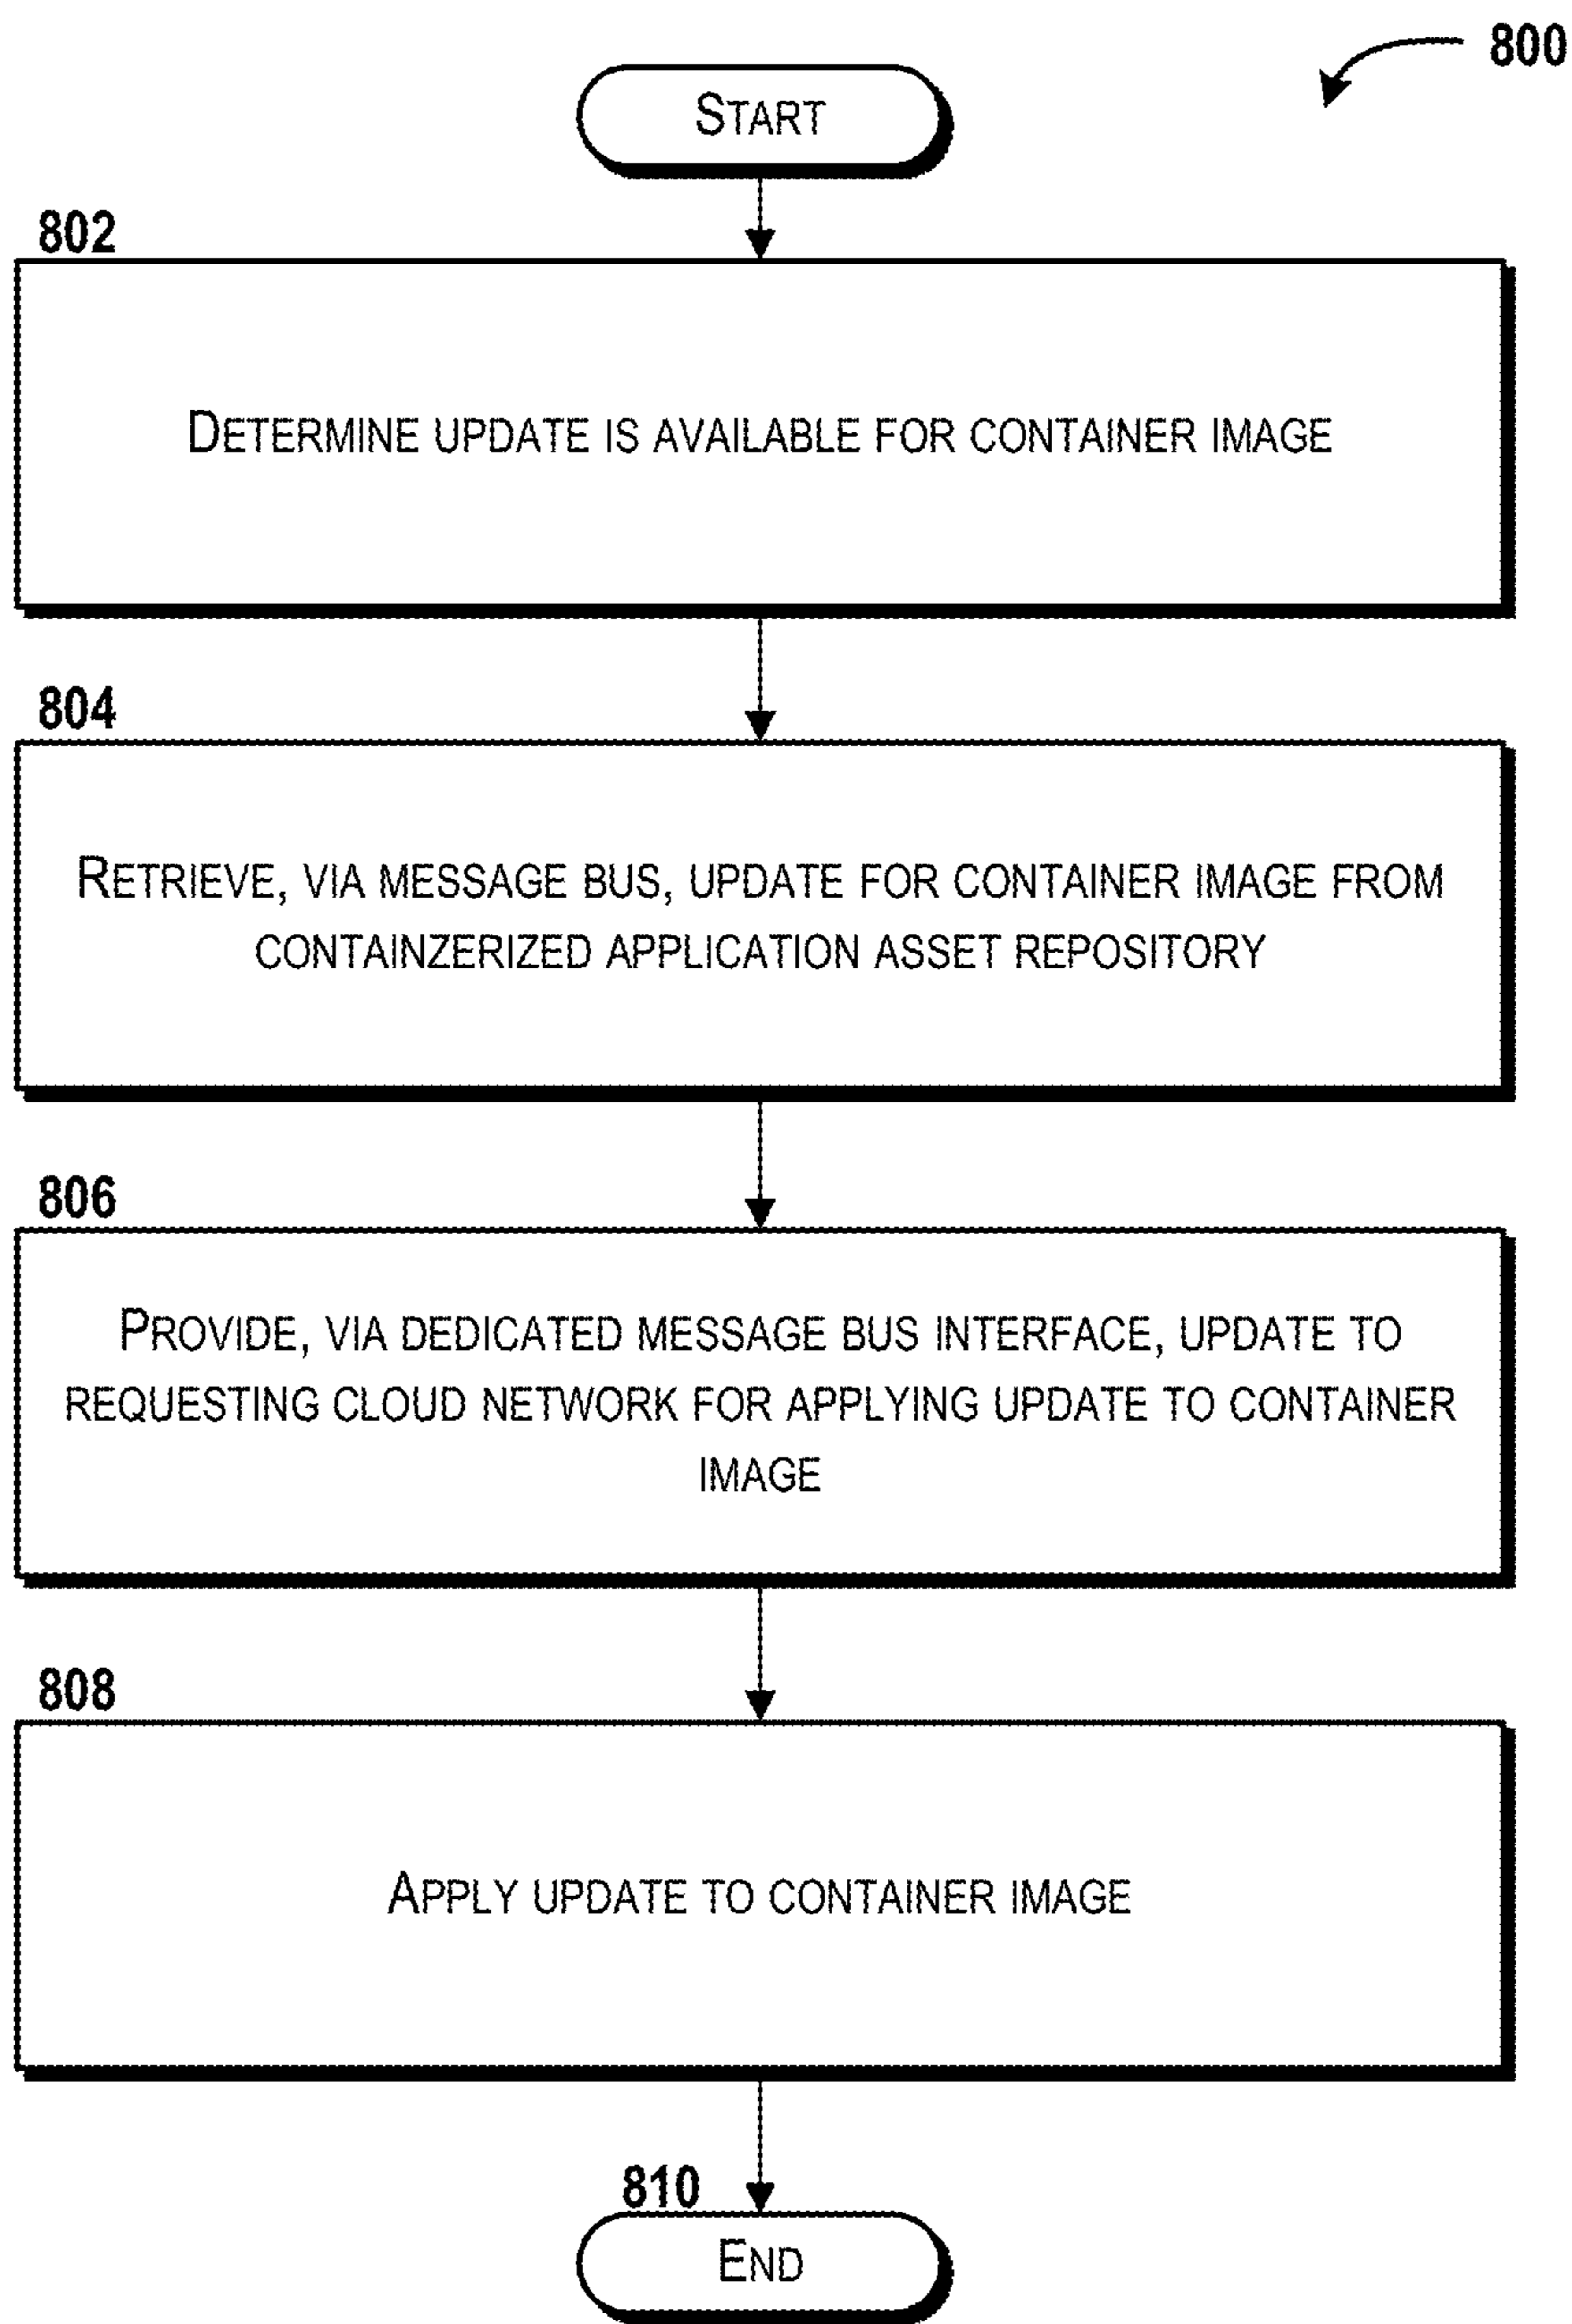 800
START
802
DETERMINE UPDATE IS AVAILABLE FOR CONTAINER IMAGE
804
RETRIEVE, VIA MESSAGE BUS, UPDATE FOR CONTAINER IMAGE FROM
CONTAINZERIZED APPLICATION ASSET REPOSITORY
806
PROVIDE, VIA DEDICATED MESSAGE BUS INTERFACE, UPDATE TO
REQUESTING CLOUD NETWORK FOR APPLYING UPDATE TO CONTAINER
IMAGE
808
APPLY UPDATE TO CONTAINER IMAGE
810
END